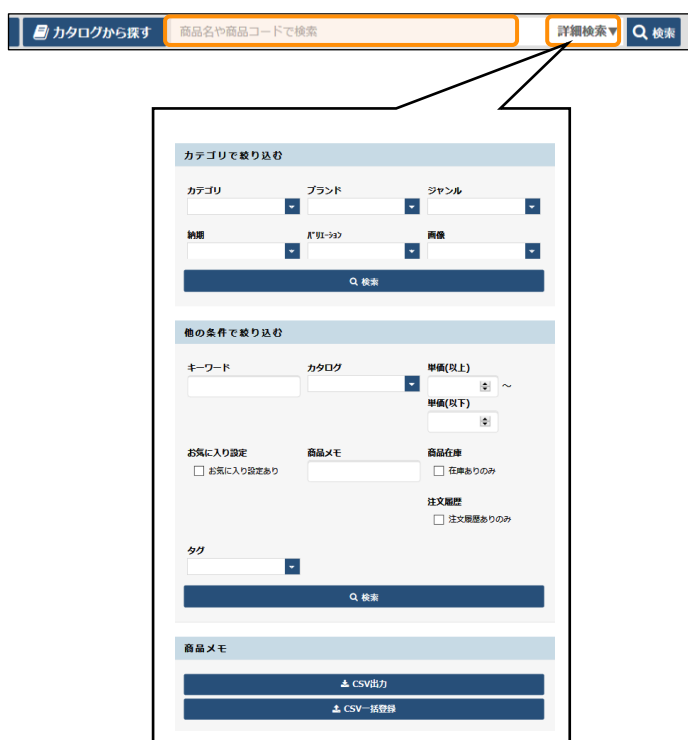 カタログから探す 商品名や商品コードで検索 詳細検索▼ 検索
カテゴリで絞り込む
カテゴリ ブランド ジャンル
納期 ﾊﾞﾘｴｰｼｮﾝ 画像
検索
他の条件で絞り込む
キーワード カタログ 単価(以上)
～
単価(以下)
お気に入り設定 商品メモ 商品在庫
お気に入り設定あり 在庫ありのみ
注文履歴
注文履歴ありのみ
タグ
検索
商品メモ
CSV出力
CSV一括登録